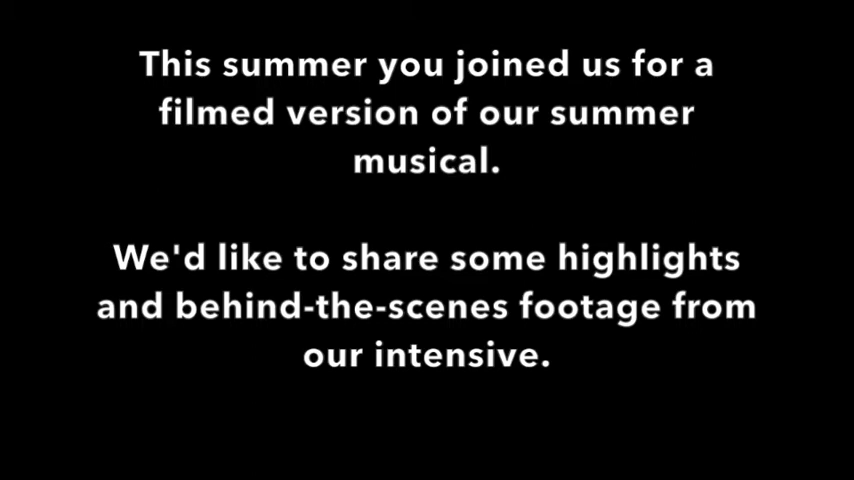 This summer you joined us for a
filmed version of our summer
musical.
We'd like to share some highlights
and behind-the-scenes footage from
our intensive.